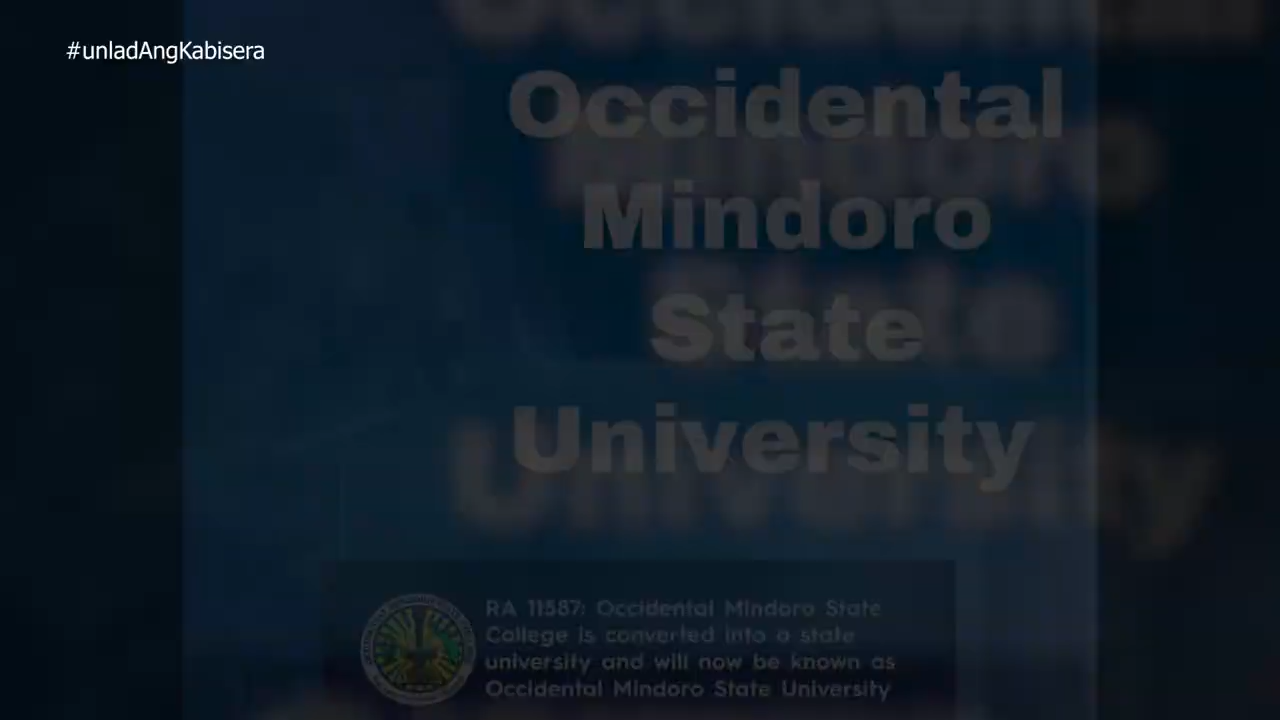 #unladAngKabisera
Occidental
Mindoro
State
University
RA 11587: Occidental Mindoro State
College is converted into a state
university and will now be known as
Occidental Mindoro State University